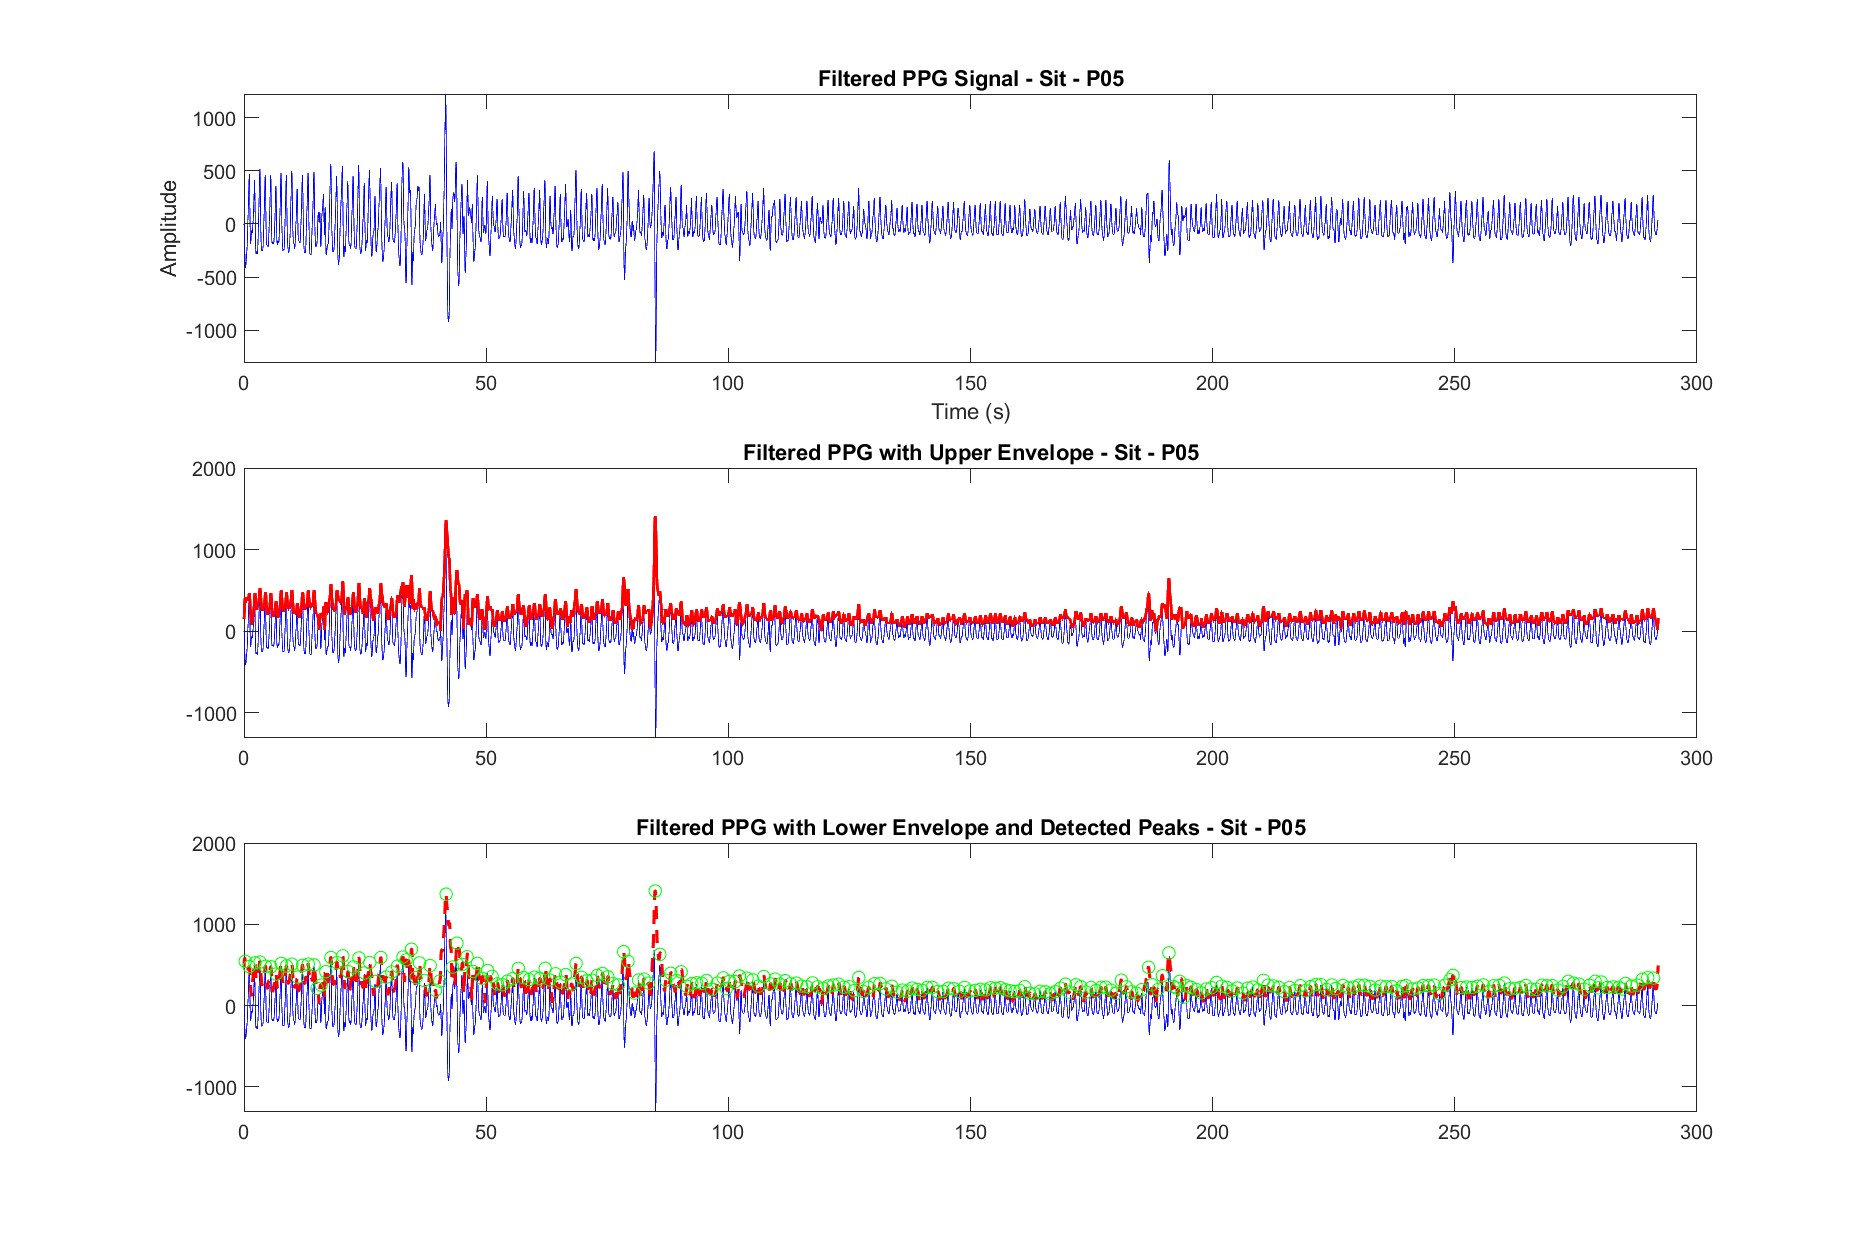 Filtered PPG Signal - Sit - P05
1000
500
0
-500
-1000
Amplitude
0 50 100 150 200 250 300
Time (s)
Filtered PPG with Upper Envelope - Sit - P05
2000
1000
0
-1000
0 50 100 150 200 250 300
Filtered PPG with Lower Envelope and Detected Peaks - Sit - P05
2000
1000
0
-1000
0 50 100 150 200 250 300